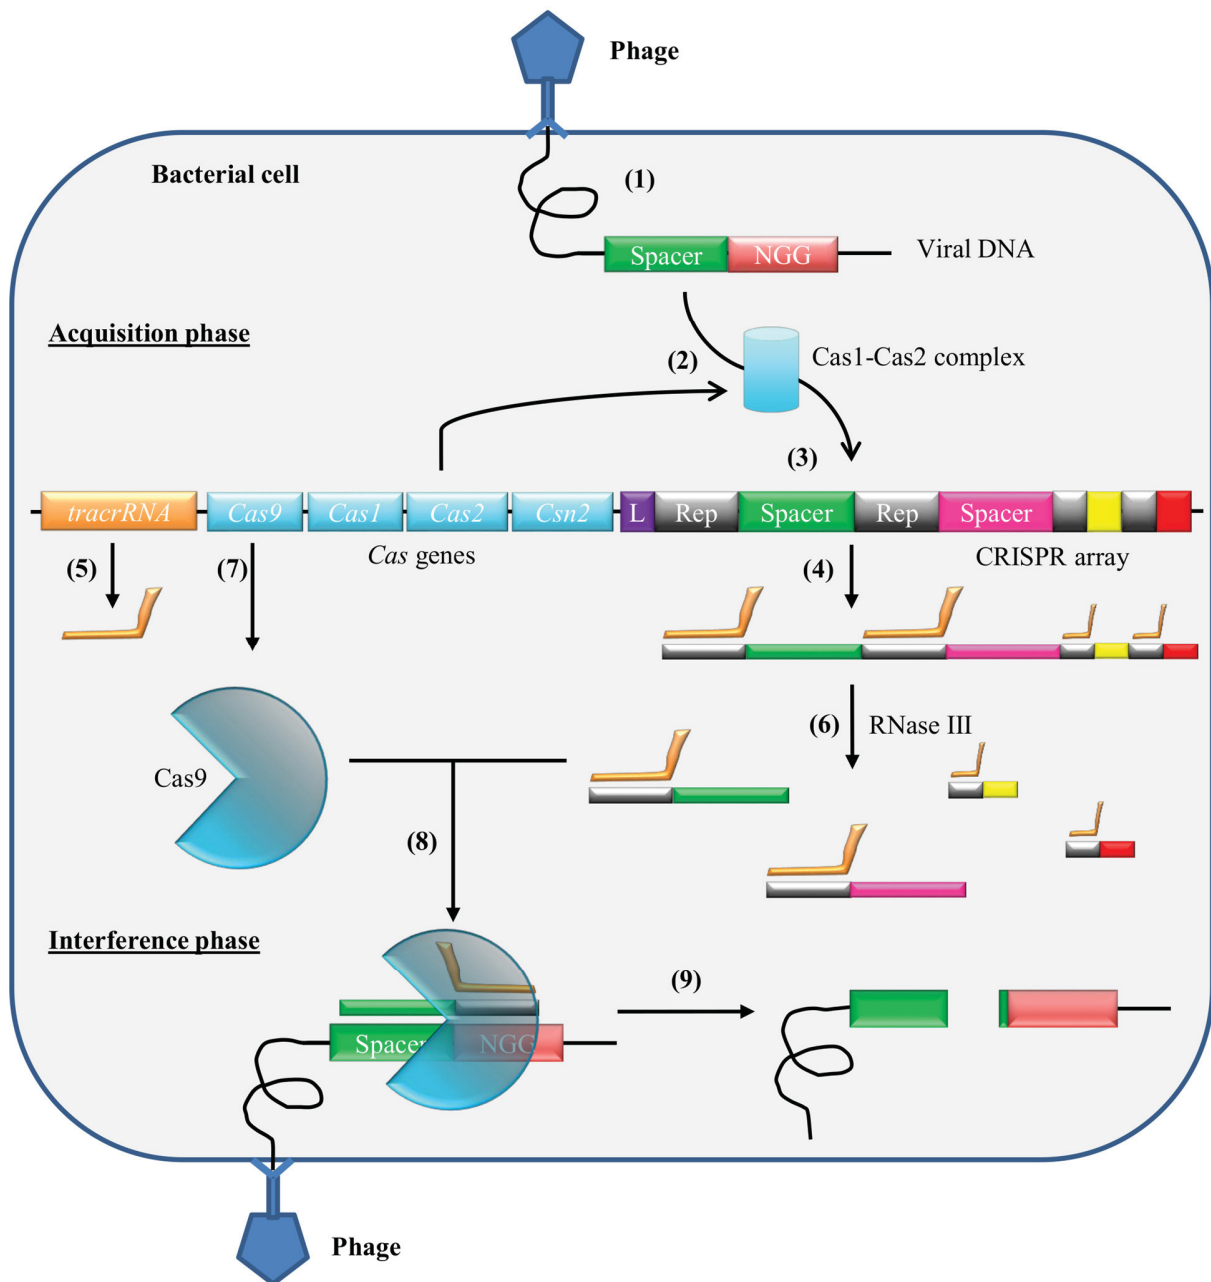 Phage
Bacterial cell
(1)
Spacer NGG
Viral DNA
Acquisition phase
(2)
Cas1-Cas2 complex
(3)
tracrRNA Cas9 Cas1 Cas2 Csn2 L Rep Spacer Rep Spacer
(5) (7) Cas genes (4) CRISPR array
(6) RNase III
Cas9
(8)
Interference phase
(9)
Spacer NGG
Phage